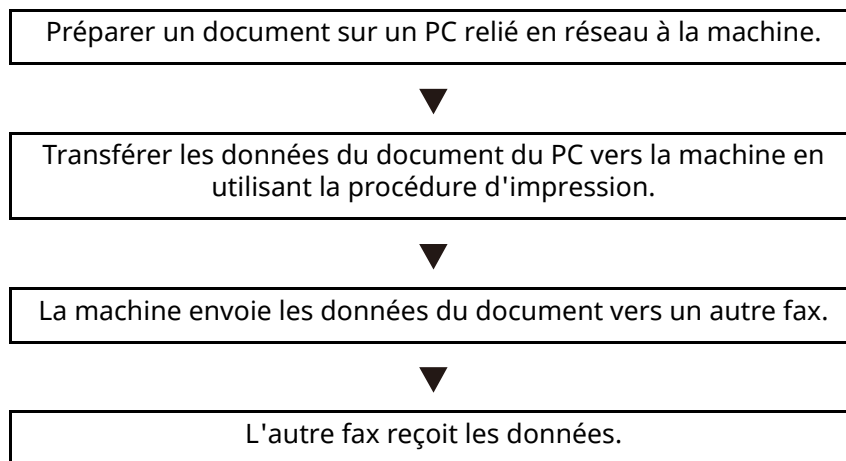 Préparer un document sur un PC relié en réseau à la machine.
Transférer les données du document du PC vers la machine en
utilisant la procédure d'impression.
La machine envoie les données du document vers un autre fax.
L'autre fax reçoit les données.